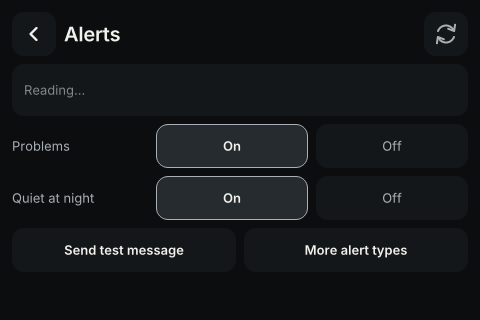 Alerts
Reading...
Problems On Off
Quiet at night On Off
Send test message More alert types